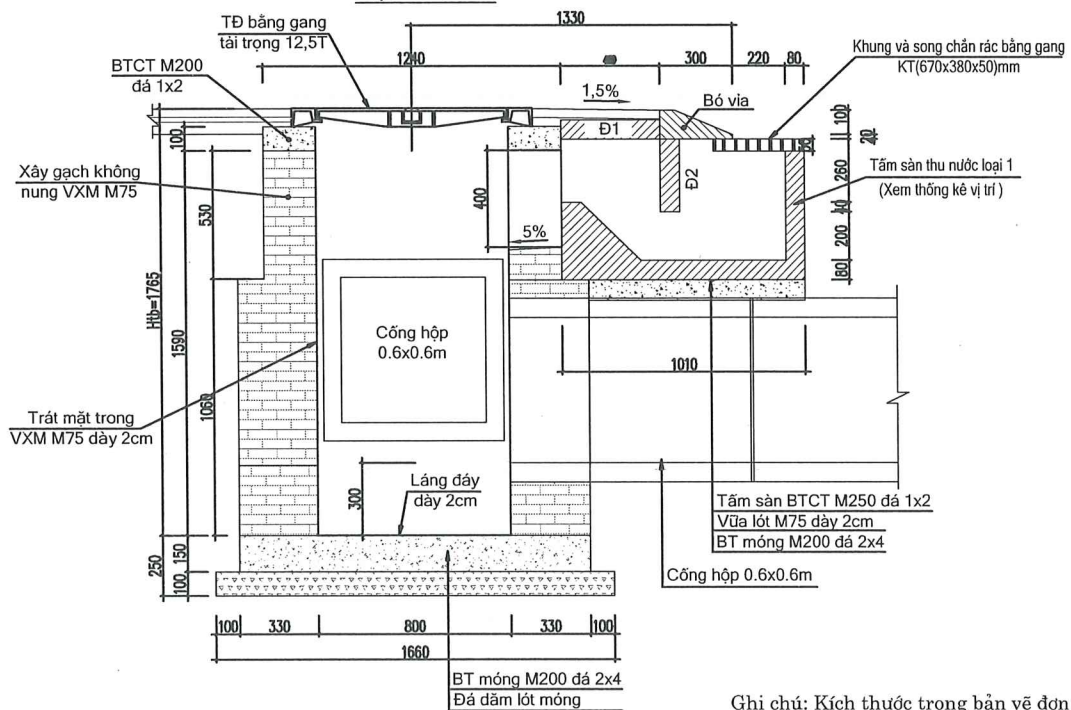 1330
TĐ bằng gang
tải trọng 12,5T
1240
300
220
80
Khung và song chắn rác bằng gang
KT(670x380x50)mm
BTCT M200
đá 1x2
1,5%
Bó vỉa
Đ1
Đ2
100
20
260
40
200
80
Tấm sàn thu nước loại 1
(Xem thống kê vị trí )
Xây gạch không
nung VXM M75
530
400
5%
Htb=1765
1590
1060
Cống hộp
0.6x0.6m
1010
Trát mặt trong
VXM M75 dày 2cm
300
Láng đáy
dày 2cm
Tấm sàn BTCT M250 đá 1x2
Vữa lót M75 dày 2cm
BT móng M200 đá 2x4
Cống hộp 0.6x0.6m
250
150
100
100
330
800
330
100
1660
BT móng M200 đá 2x4
Đá dăm lót móng
Ghi chú: Kích thước trong bản vẽ đơn